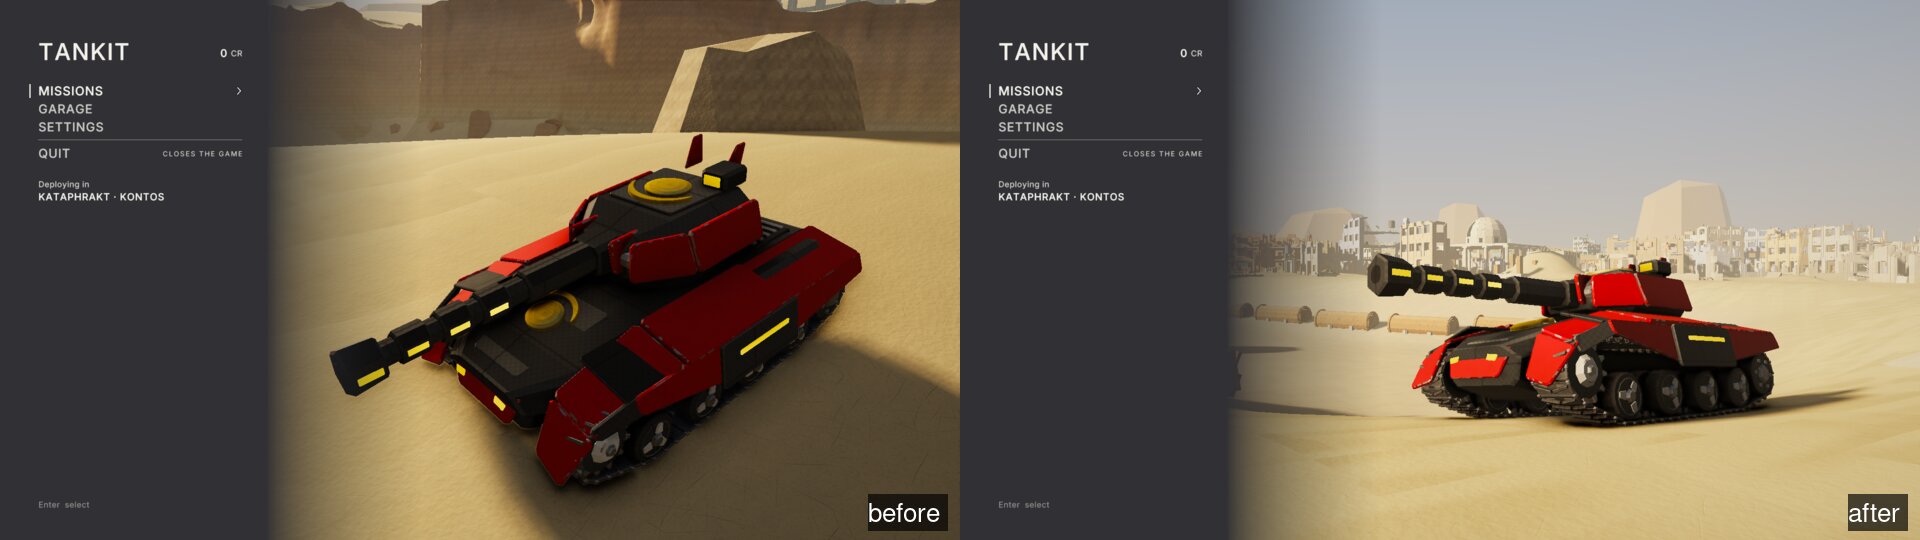 TANKIT
0 CR
MISSIONS
GARAGE
SETTINGS
QUIT CLOSES THE GAME
Deploying in
KATAPHRAKT · KONTOS
Enter select
before
TANKIT
0 CR
MISSIONS
GARAGE
SETTINGS
QUIT CLOSES THE GAME
Deploying in
KATAPHRAKT · KONTOS
Enter select
after